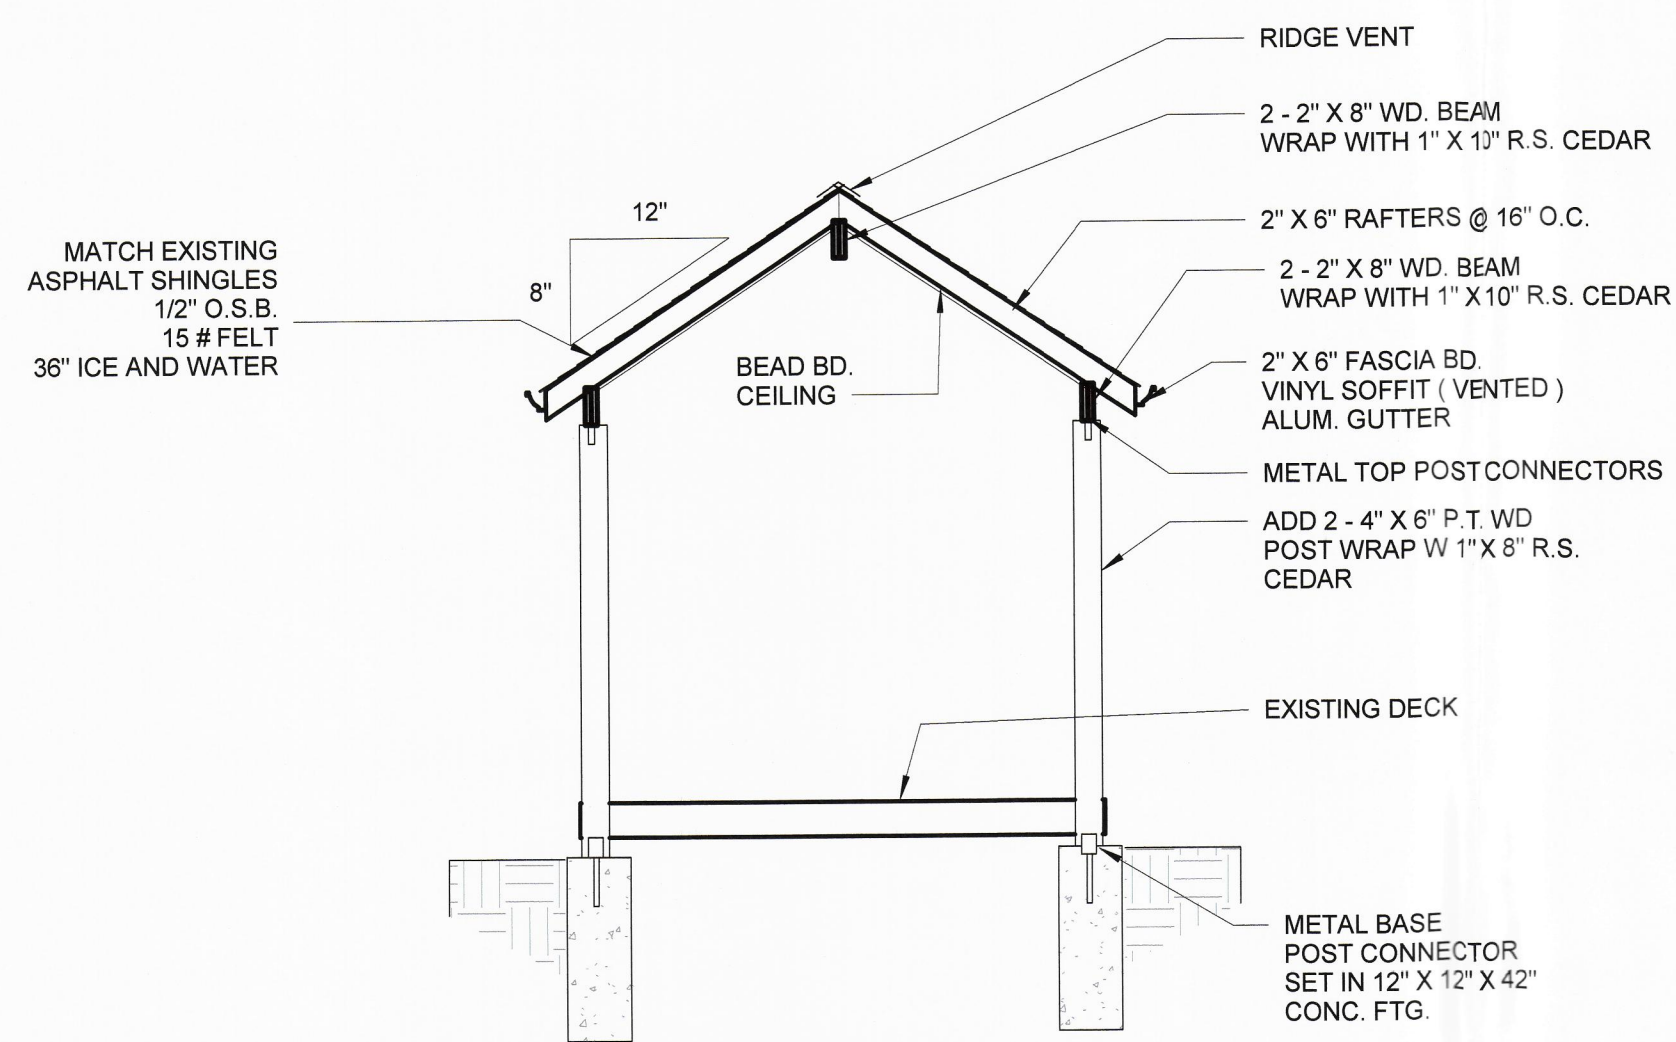 RIDGE VENT
2 - 2" X 8" WD. BEAM
WRAP WITH 1" X 10" R.S. CEDAR
12"
8"
2" X 6" RAFTERS @ 16" O.C.
MATCH EXISTING
ASPHALT SHINGLES
1/2" O.S.B.
15 # FELT
36" ICE AND WATER
2 - 2" X 8" WD. BEAM
WRAP WITH 1" X 10" R.S. CEDAR
BEAD BD.
CEILING
2" X 6" FASCIA BD.
VINYL SOFFIT ( VENTED )
ALUM. GUTTER
METAL TOP POST CONNECTORS
ADD 2 - 4" X 6" P.T. WD
POST WRAP W 1" X 8" R.S.
CEDAR
EXISTING DECK
METAL BASE
POST CONNECTOR
SET IN 12" X 12" X 42"
CONC. FTG.